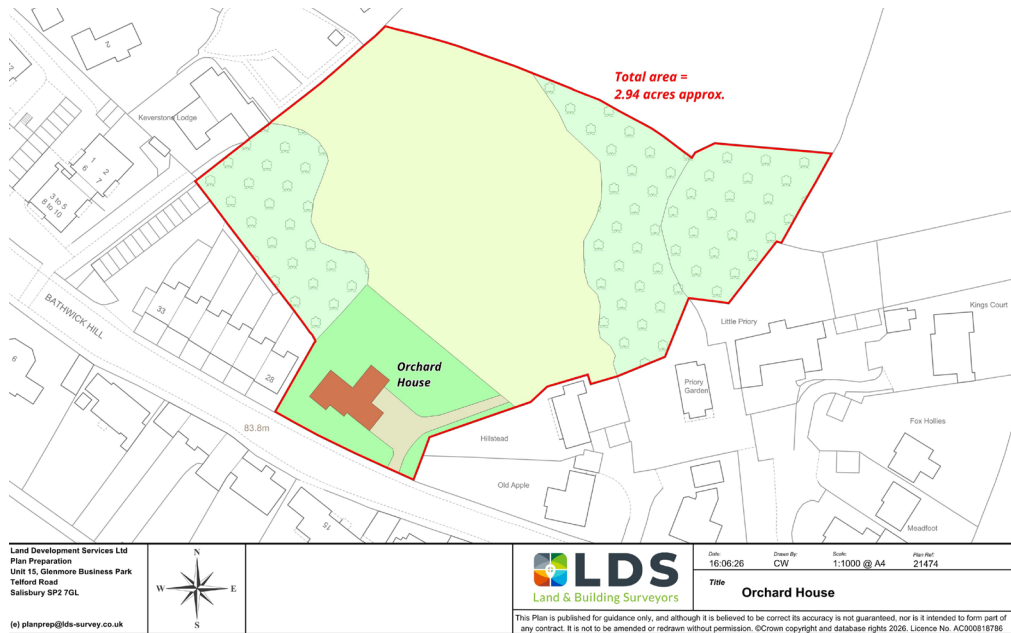 Total area =
2.94 acres approx.
2
Keverstone Lodge
1
6
2
7
3 to 5
8 to 10
33
BATHWICK HILL
28
6
83.8m
15
Orchard
House
Hillstead
Old Apple
Little Priory
Priory
Garden
Kings Court
Fox Hollies
Meadfoot
Land Development Services Ltd
Plan Preparation
Unit 15, Glenmore Business Park
Telford Road
Salisbury SP2 7GL
(e) planprep@lds-survey.co.uk
N
W
E
S
LDS
Land & Building Surveyors
Date:
16:06:26
Drawn By:
CW
Scale:
1:1000 @ A4
Plan Ref:
21474
Title
Orchard House
This Plan is published for guidance only, and although it is believed to be correct its accuracy is not guaranteed, nor is it intended to form part of
any contract. It is not to be amended or redrawn without permission. ©Crown copyright and database rights 2026. Licence No. AC000818786